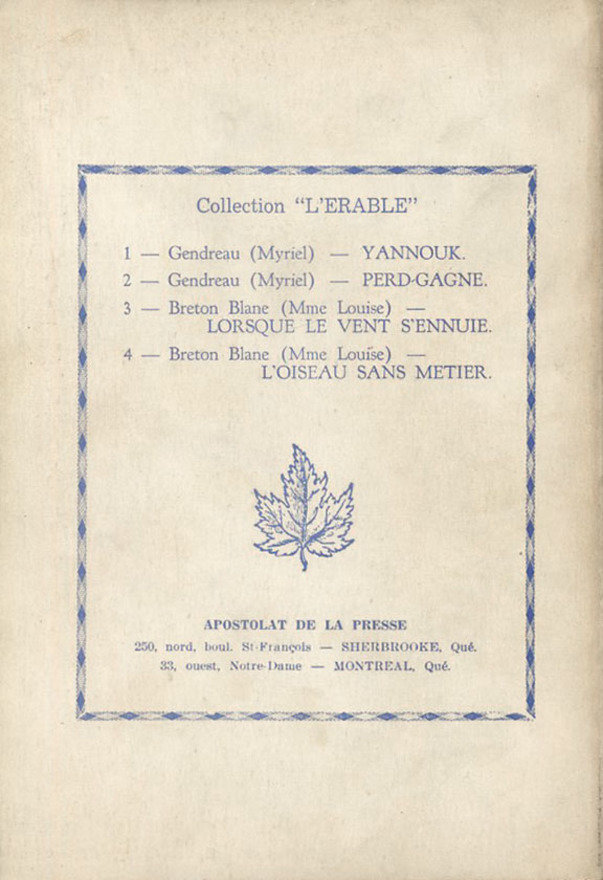 Collection "L'ERABLE"
1 — Gendreau (Myriel) — YANNOUK.
2 — Gendreau (Myriel) — PERD-GAGNE.
3 — Breton Blane (Mme Louise) —
LORSQUE LE VENT S'ENNUIE.
4 — Breton Blane (Mme Louise) —
L'OISEAU SANS METIER.
APOSTOLAT DE LA PRESSE
250, nord, boul. St-François — SHERBROOKE, Qué.
33, ouest, Notre-Dame — MONTREAL, Qué.